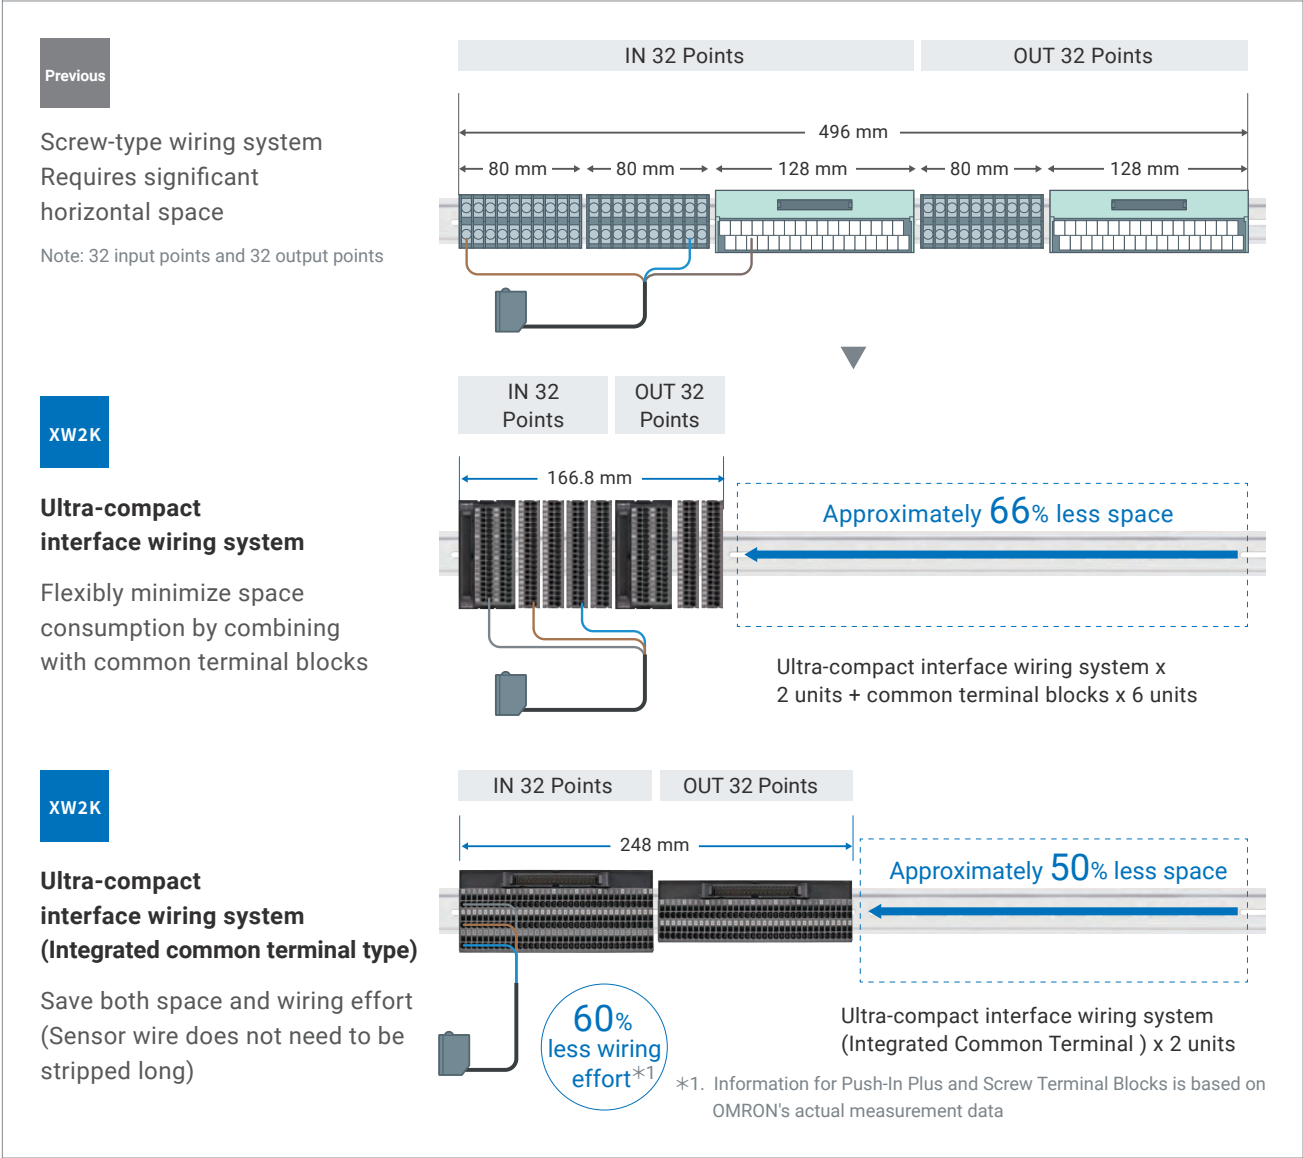 Previous
Screw-type wiring system
Requires significant
horizontal space
Note: 32 input points and 32 output points
IN 32 Points
OUT 32 Points
496 mm
80 mm
80 mm
128 mm
80 mm
128 mm
XW2K
Ultra-compact
interface wiring system
Flexibly minimize space
consumption by combining
with common terminal blocks
IN 32
Points
OUT 32
Points
166.8 mm
Approximately 66% less space
Ultra-compact interface wiring system x
2 units + common terminal blocks x 6 units
XW2K
Ultra-compact
interface wiring system
(Integrated common terminal type)
Save both space and wiring effort
(Sensor wire does not need to be
stripped long)
IN 32 Points
OUT 32 Points
248 mm
Approximately 50% less space
60%
less wiring
effort*1
Ultra-compact interface wiring system
(Integrated Common Terminal ) x 2 units
*1. Information for Push-In Plus and Screw Terminal Blocks is based on
OMRON's actual measurement data